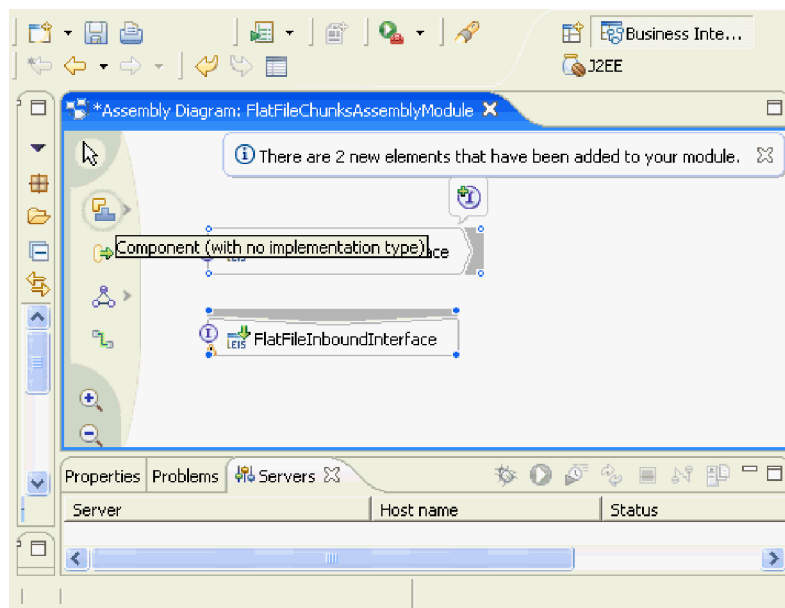 Business Inte...
J2EE
*Assembly Diagram: FlatFileChunksAssemblyModule
There are 2 new elements that have been added to your module.
Component (with no implementation type)
ce
EIS FlatFileInboundInterface
Properties Problems Servers
Server Host name Status